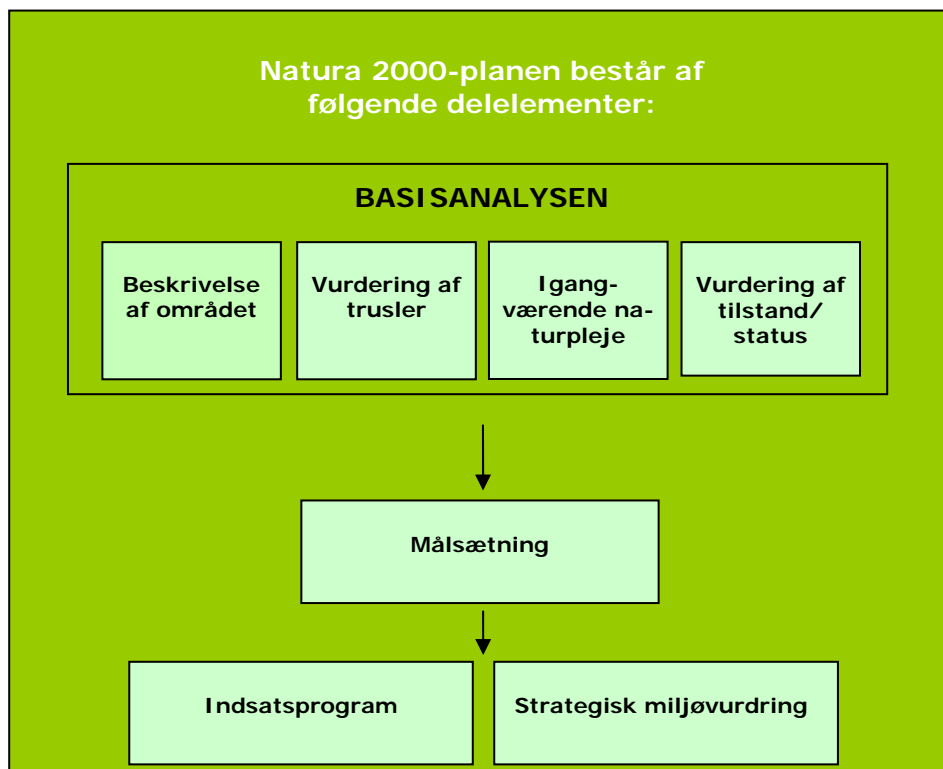 Natura 2000-planen består af
følgende delelementer:
BASISANALYSEN
Beskrivelse
af området
Vurdering af
trusler
Igang-
værende na-
turpleje
Vurdering af
tilstand/
status
Målsætning
Indsatsprogram
Strategisk miljøvurdring